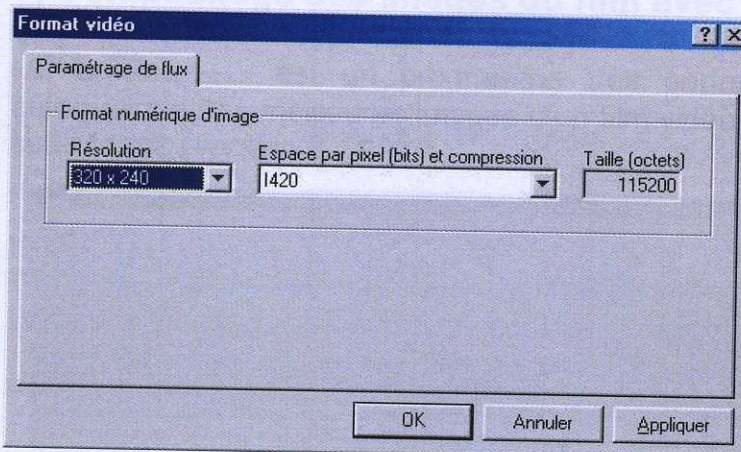 Format vidéo
Paramétrage de flux
Format numérique d'image
Résolution
Espace par pixel (bits) et compression
Taille (octets)
320 x 240
I420
115200
OK
Annuler
Appliquer